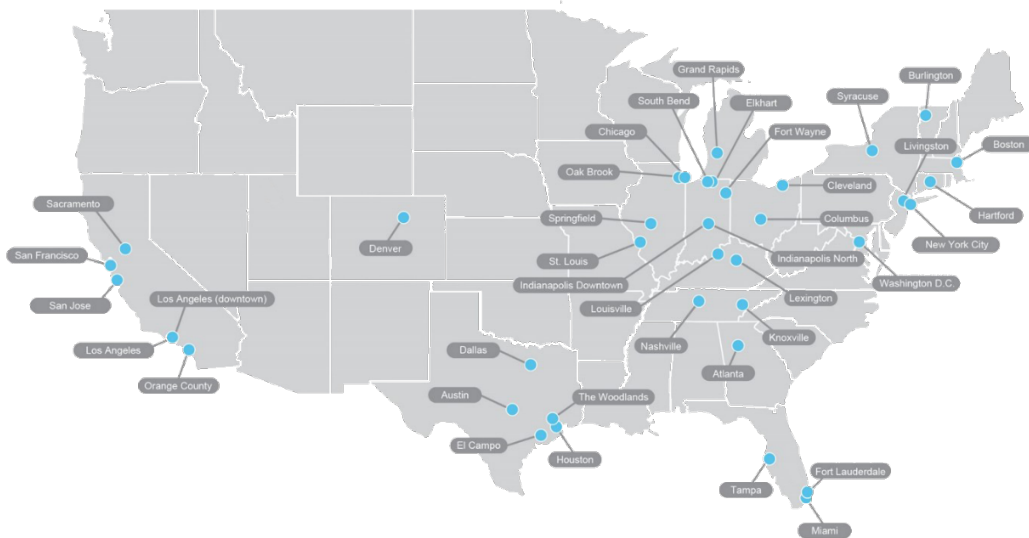 Grand Rapids
Burlington
South Bend
Elkhart
Syracuse
Chicago
Fort Wayne
Livingston
Boston
Oak Brook
Cleveland
Sacramento
Springfield
Columbus
Hartford
Denver
New York City
San Francisco
St. Louis
Indianapolis North
Indianapolis Downtown
Washington D.C.
San Jose
Los Angeles (downtown)
Louisville
Lexington
Los Angeles
Nashville
Knoxville
Dallas
Atlanta
Orange County
Austin
The Woodlands
El Campo
Houston
Fort Lauderdale
Tampa
Miami